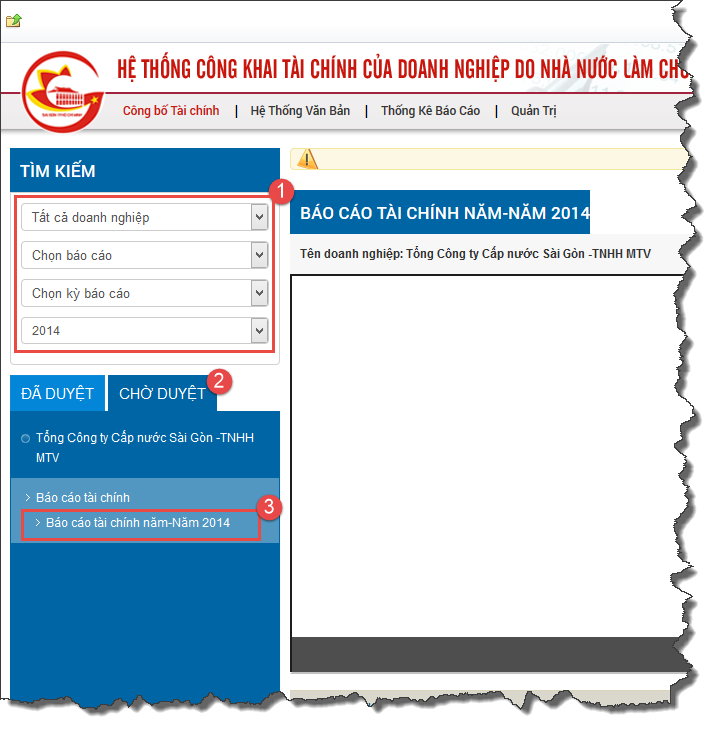 HỆ THỐNG CÔNG KHAI TÀI CHÍNH CỦA DOANH NGHIỆP DO NHÀ NƯỚC LÀM
Công bố Tài chính | Hệ Thống Văn Bản | Thống Kê Báo Cáo | Quản Trị
TÌM KIẾM
1
Tất cả doanh nghiệp
Chọn báo cáo
Chọn kỳ báo cáo
2014
ĐÃ DUYỆT
CHỜ DUYỆT
2
Tổng Công ty Cấp nước Sài Gòn -TNHH
MTV
Báo cáo tài chính
Báo cáo tài chính năm-Năm 2014
3
BÁO CÁO TÀI CHÍNH NĂM-NĂM 2014
Tên doanh nghiệp: Tổng Công ty Cấp nước Sài Gòn -TNHH MTV